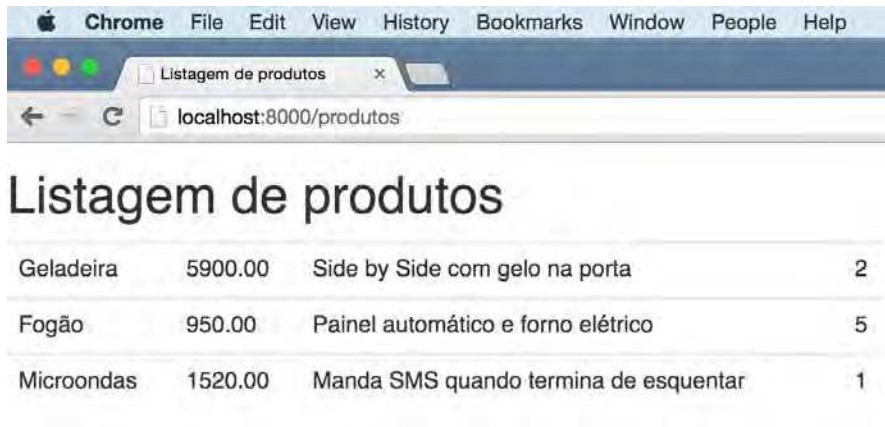 Chrome File Edit View History Bookmarks Window People Help
Listagem de produtos
localhost:8000/produtos
Listagem de produtos
Geladeira 5900.00 Side by Side com gelo na porta 2
Fogão 950.00 Painel automático e forno elétrico 5
Microondas 1520.00 Manda SMS quando termina de esquentar 1